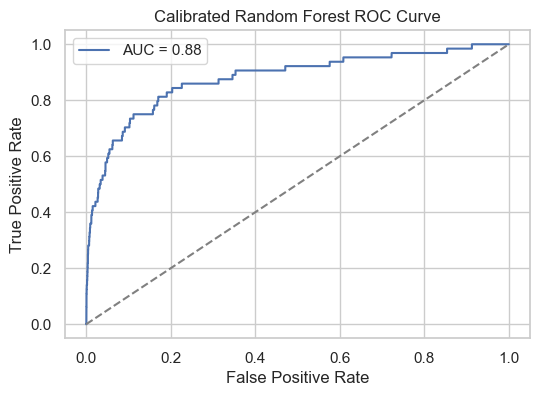 Calibrated Random Forest ROC Curve
AUC = 0.88
True Positive Rate
1.0
0.8
0.6
0.4
0.2
0.0
0.0 0.2 0.4 0.6 0.8 1.0
False Positive Rate